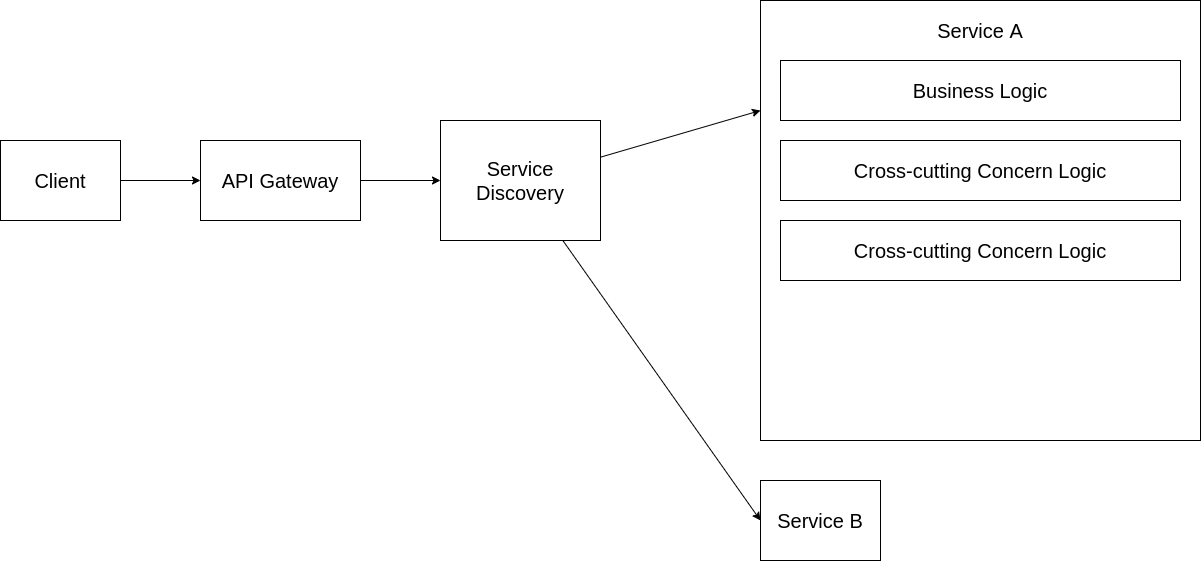 Client
API Gateway
Service
Discovery
Service A
Business Logic
Cross-cutting Concern Logic
Cross-cutting Concern Logic
Service B